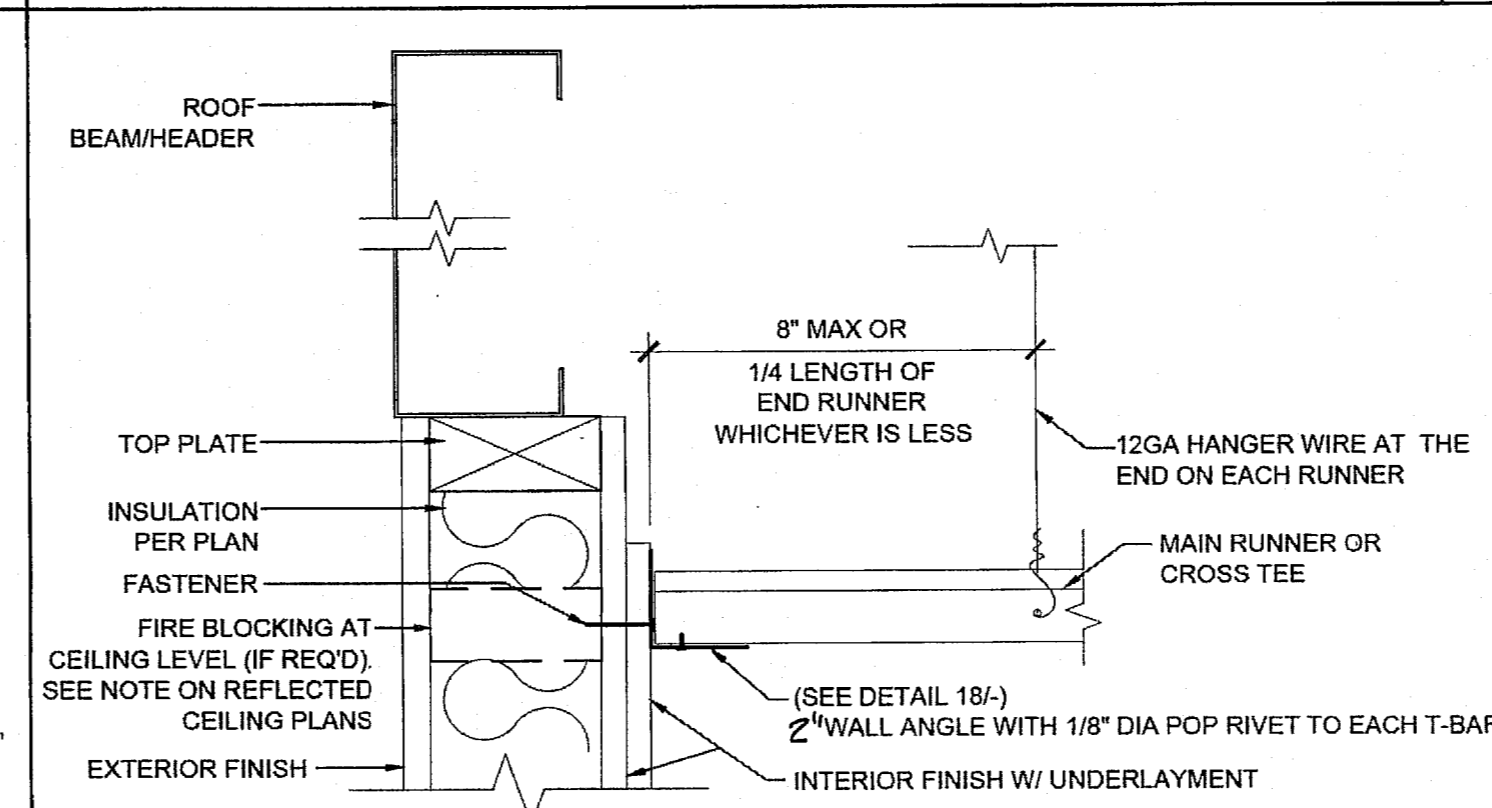 ROOF
BEAM/HEADER
8" MAX OR
1/4 LENGTH OF
END RUNNER
WHICHEVER IS LESS
TOP PLATE
12GA HANGER WIRE AT THE
END ON EACH RUNNER
INSULATION
PER PLAN
MAIN RUNNER OR
CROSS TEE
FASTENER
FIRE BLOCKING AT
CEILING LEVEL (IF REQ'D).
SEE NOTE ON REFLECTED
CEILING PLANS
(SEE DETAIL 18/-)
2" WALL ANGLE WITH 1/8" DIA POP RIVET TO EACH T-BAR
EXTERIOR FINISH
INTERIOR FINISH W/ UNDERLAYMENT